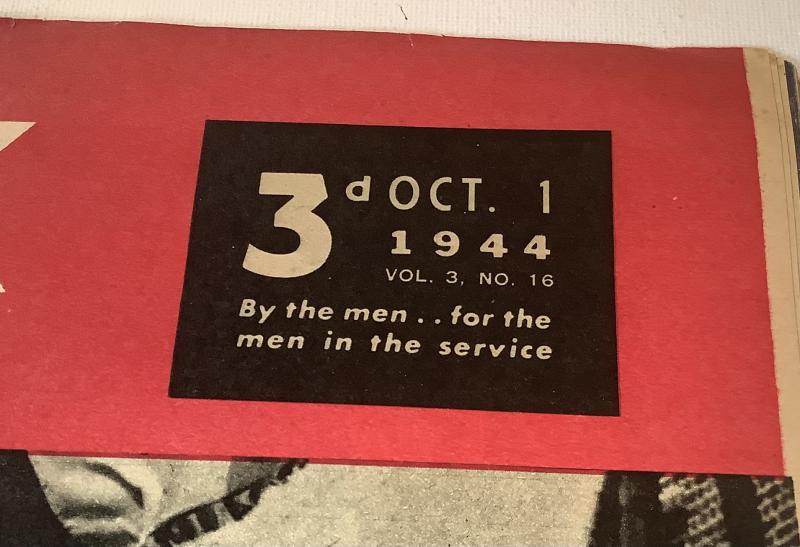 3d OCT. 1
1944
VOL. 3, NO. 16
By the men . . for the
men in the service